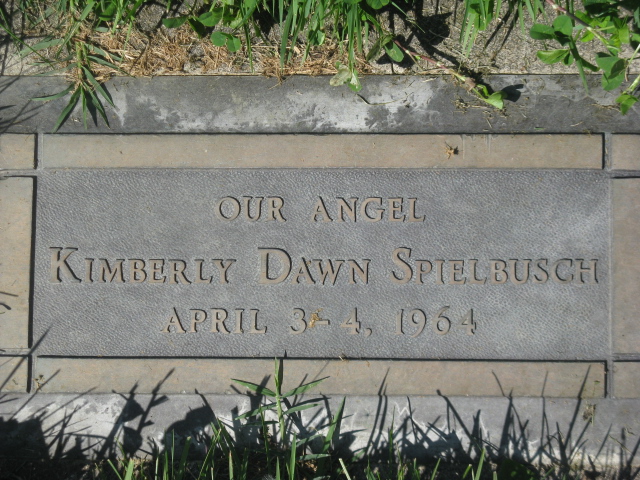 OUR ANGEL
KIMBERLY DAWN SPIELBUSCH
APRIL 3-4, 1964